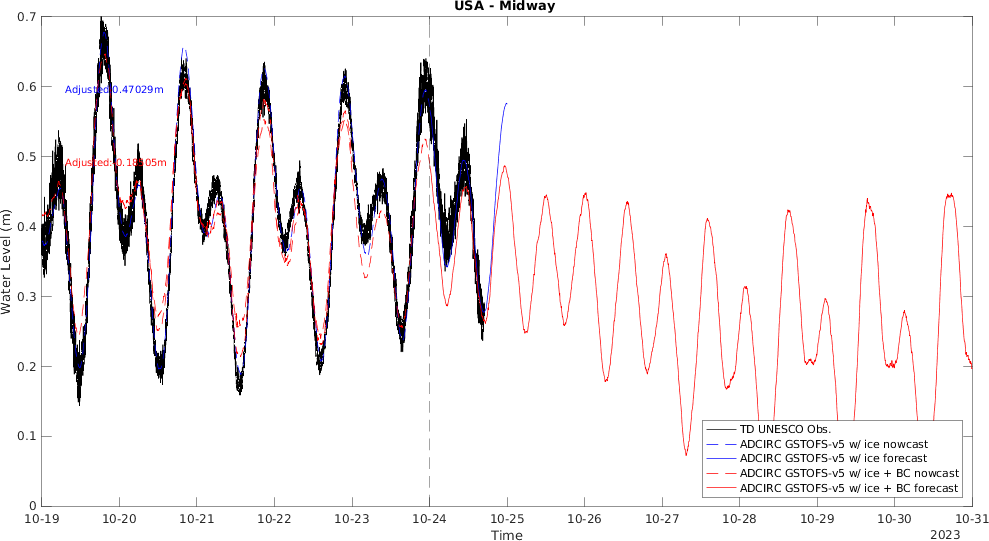 USA - Midway
0.7
0.6
0.5
0.4
0.3
0.2
0.1
0
Water Level (m)
Adjusted:0.47029m
TD UNESCO Obs.
ADCIRC GSTOFS-v5 w/ ice nowcast
ADCIRC GSTOFS-v5 w/ ice forecast
ADCIRC GSTOFS-v5 w/ ice + BC nowcast
ADCIRC GSTOFS-v5 w/ ice + BC forecast
10-19 10-20 10-21 10-22 10-23 10-24 10-25 10-26 10-27 10-28 10-29 10-30 10-31
Time
2023